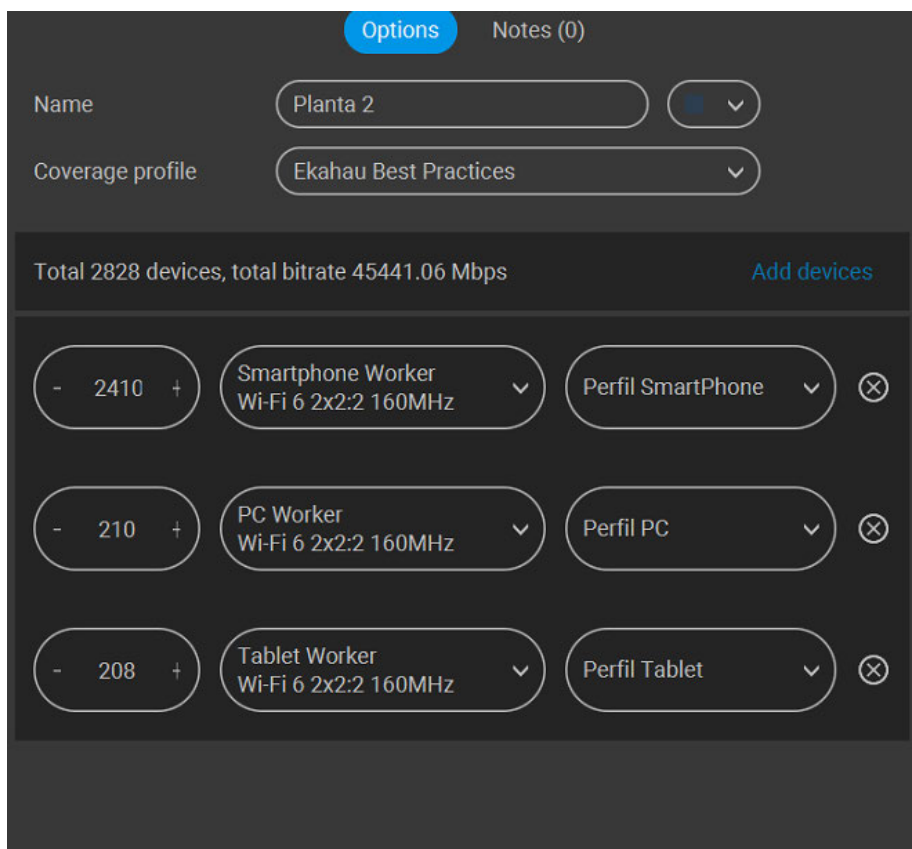 Options Notes (0)
Name Planta 2
Coverage profile Ekahau Best Practices
Total 2828 devices, total bitrate 45441.06 Mbps Add devices
- 2410 + Smartphone Worker
Wi-Fi 6 2x2:2 160MHz Perfil SmartPhone
- 210 + PC Worker
Wi-Fi 6 2x2:2 160MHz Perfil PC
- 208 + Tablet Worker
Wi-Fi 6 2x2:2 160MHz Perfil Tablet